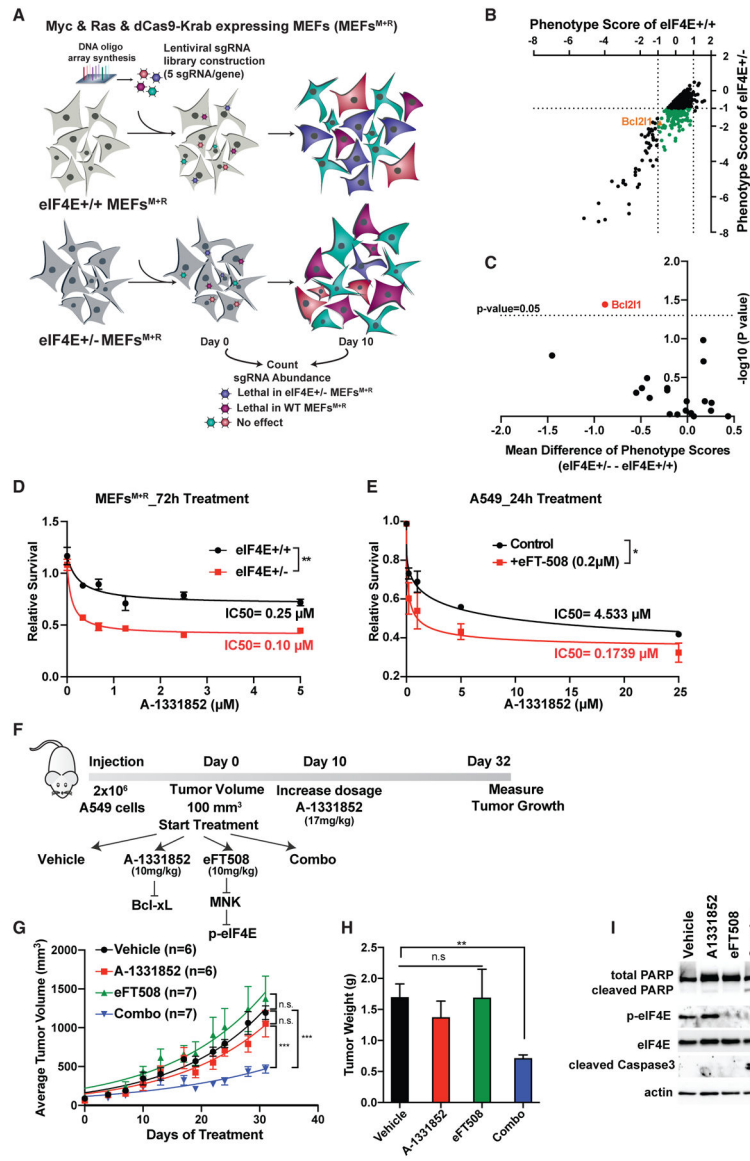 A
Myc & Ras & dCas9-Krab expressing MEFs (MEFsM+R)
DNA oligo
array synthesis
Lentiviral sgRNA
library construction
(5 sgRNA/gene)
eIF4E+/+ MEFsM+R
eIF4E+/- MEFsM+R
Day 0
Day 10
Count
sgRNA Abundance
Lethal in eIF4E+/- MEFsM+R
Lethal in WT MEFsM+R
No effect
B
Phenotype Score of eIF4E+/+
-8 -6 -4 -2 -1 0 1 2
Phenotype Score of eIF4E+/-
2
0
-1
-2
-4
-6
-8
Bcl2l1
C
p-value=0.05
Bcl2l1
2.0
1.5
1.0
0.5
0.0
-log10 (P value)
-2.0 -1.5 -1.0 -0.5 0.0 0.5
Mean Difference of Phenotype Scores
(eIF4E+/- - eIF4E+/+)
D
MEFsM+R_72h Treatment
Relative Survival
1.5
1.0
0.5
0.0
eIF4E+/+
eIF4E+/-
**
IC50= 0.25 µM
IC50= 0.10 µM
0 1 2 3 4 5
A-1331852 (µM)
E
A549_24h Treatment
Relative Survival
1.0
0.8
0.6
0.4
0.2
Control
+eFT-508 (0.2µM)
*
IC50= 4.533 µM
IC50= 0.1739 µM
0 5 10 15 20 25
A-1331852 (µM)
F
Injection
Day 0
Day 10
Day 32
2x106
A549 cells
Tumor Volume
100 mm3
Start Treatment
Increase dosage
A-1331852
(17mg/kg)
Measure
Tumor Growth
Vehicle
A-1331852
(10mg/kg)
eFT508
(10mg/kg)
Combo
Bcl-xL
MNK
p-eIF4E
G
Average Tumor Volume (mm3)
2000
1500
1000
500
0
Vehicle (n=6)
A-1331852 (n=6)
eFT508 (n=7)
Combo (n=7)
n.s.
n.s.
***
***
0 10 20 30 40
Days of Treatment
H
Tumor Weight (g)
2.5
2.0
1.5
1.0
0.5
0.0
**
n.s
Vehicle
A-1331852
eFT508
Combo
I
Vehicle
A1331852
eFT508
total PARP
cleaved PARP
p-eIF4E
eIF4E
cleaved Caspase3
actin